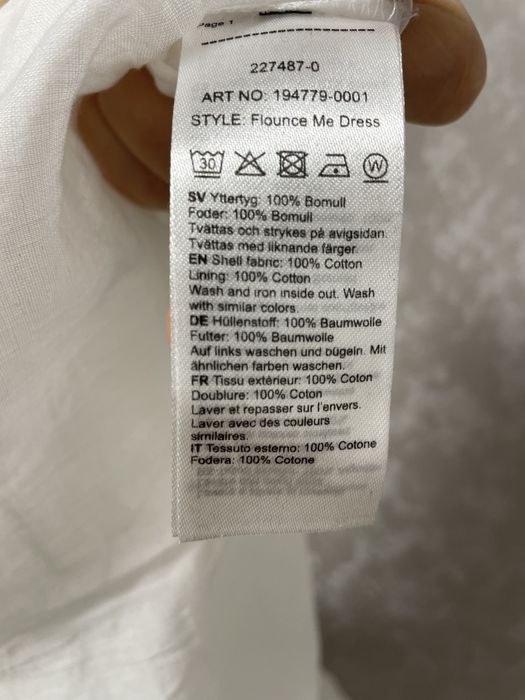 Page 1
227487-0
ART NO: 194779-0001
STYLE: Flounce Me Dress
30 W
SV Yttertyg: 100% Bomull
Foder: 100% Bomull
Tvättas och strykes på avigsidan.
Tvättas med liknande färger.
EN Shell fabric: 100% Cotton
Lining: 100% Cotton
Wash and iron inside out. Wash
with similar colors.
DE Hüllenstoff: 100% Baumwolle
Futter: 100% Baumwolle
Auf links waschen und bügeln. Mit
ähnlichen farben waschen.
FR Tissu extérieur: 100% Coton
Doublure: 100% Coton
Laver et repasser sur l'envers.
Laver avec des couleurs
similaires.
IT Tessuto esterno: 100% Cotone
Fodera: 100% Cotone